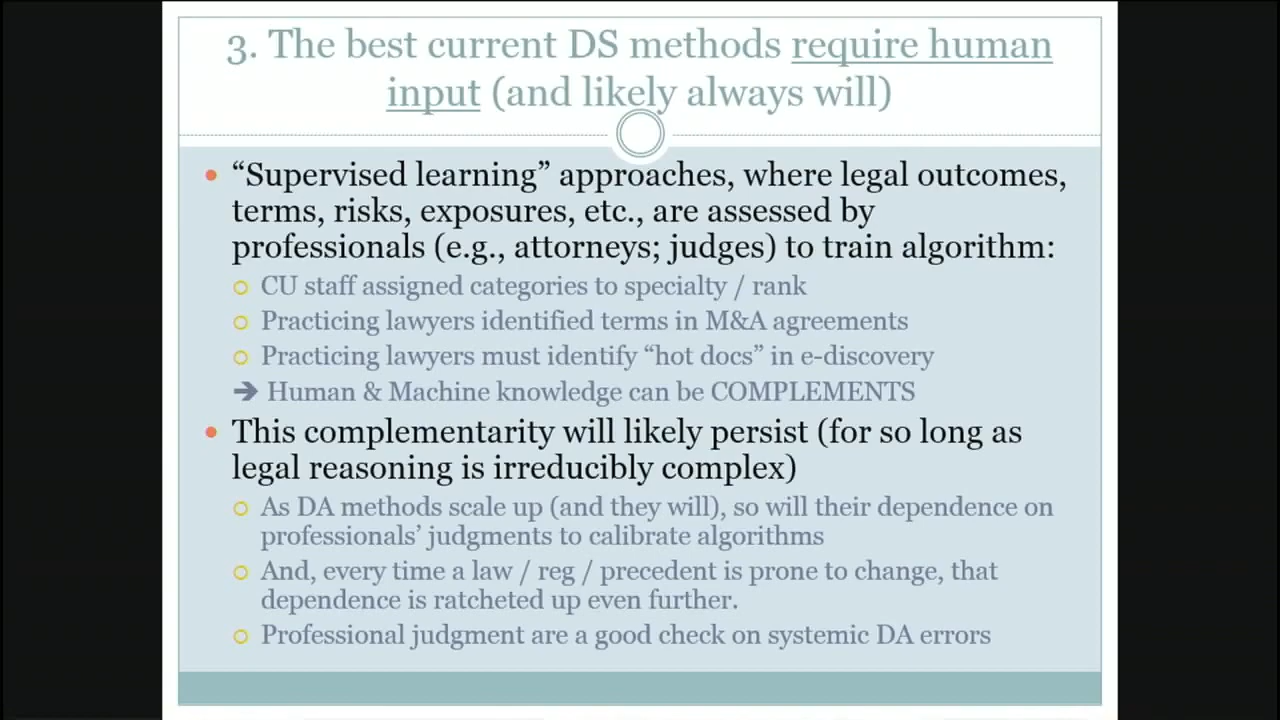 3. The best current DS methods require human
input (and likely always will)
• “Supervised learning” approaches, where legal outcomes,
terms, risks, exposures, etc., are assessed by
professionals (e.g., attorneys; judges) to train algorithm:
○ CU staff assigned categories to specialty / rank
○ Practicing lawyers identified terms in M&A agreements
○ Practicing lawyers must identify “hot docs” in e-discovery
➔ Human & Machine knowledge can be COMPLEMENTS
• This complementarity will likely persist (for so long as
legal reasoning is irreducibly complex)
○ As DA methods scale up (and they will), so will their dependence on
professionals’ judgments to calibrate algorithms
○ And, every time a law / reg / precedent is prone to change, that
dependence is ratcheted up even further.
○ Professional judgment are a good check on systemic DA errors